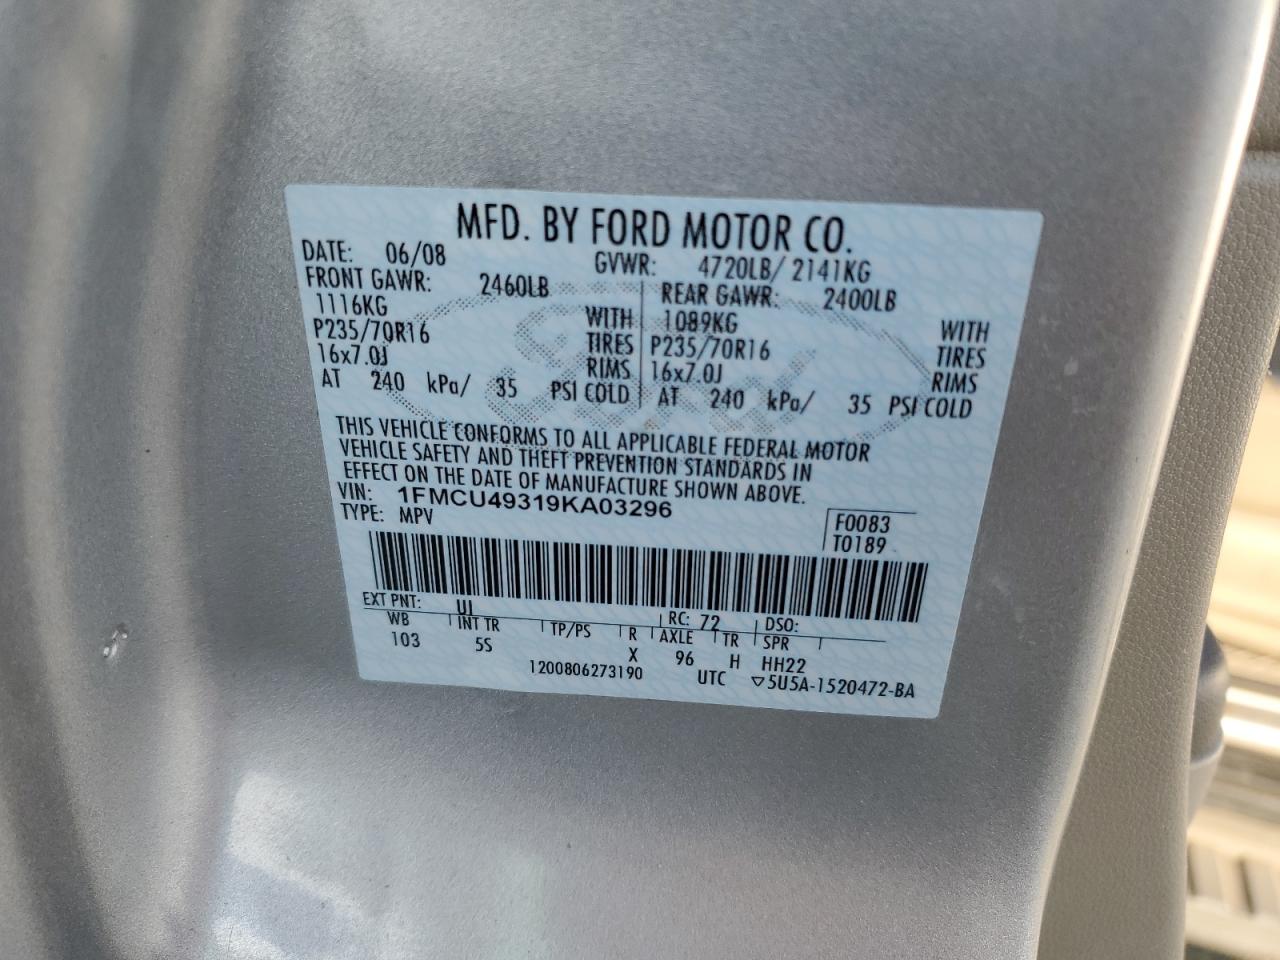 MFD. BY FORD MOTOR CO.
DATE: 06/08 GVWR: 4720LB/ 2141KG
FRONT GAWR: 2460LB REAR GAWR: 2400LB
1116KG WITH 1089KG WITH
P235/70R16 TIRES P235/70R16 TIRES
16x7.0J RIMS 16x7.0J RIMS
AT 240 kPa/ 35 PSI COLD AT 240 kPa/ 35 PSI COLD
THIS VEHICLE CONFORMS TO ALL APPLICABLE FEDERAL MOTOR
VEHICLE SAFETY AND THEFT PREVENTION STANDARDS IN
EFFECT ON THE DATE OF MANUFACTURE SHOWN ABOVE.
VIN: 1FMCU49319KA03296
TYPE: MPV
F0083
T0189
EXT PNT: UI RC: 72 DSO:
WB INT TR TP/PS R AXLE TR SPR
103 5S X 96 H HH22
1200806273190 UTC ▽5U5A-1520472-BA
Ford